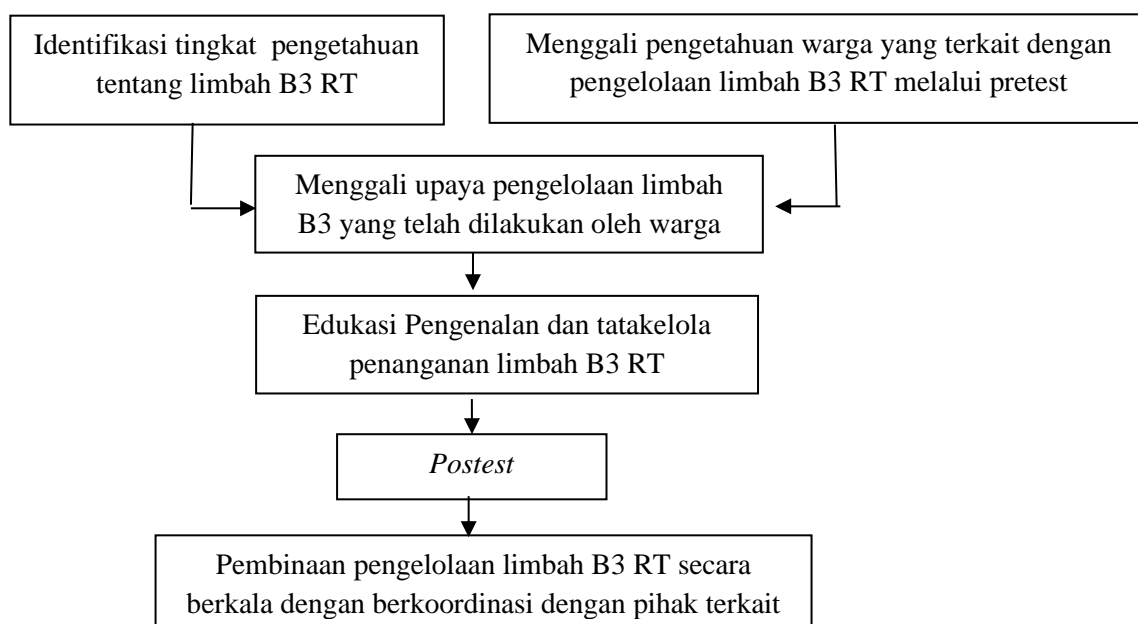 Identifikasi tingkat pengetahuan
tentang limbah B3 RT
Menggali pengetahuan warga yang terkait dengan
pengelolaan limbah B3 RT melalui pretest
Menggali upaya pengelolaan limbah
B3 yang telah dilakukan oleh warga
Edukasi Pengenalan dan tatakelola
penanganan limbah B3 RT
Postest
Pembinaan pengelolaan limbah B3 RT secara
berkala dengan berkoordinasi dengan pihak terkait